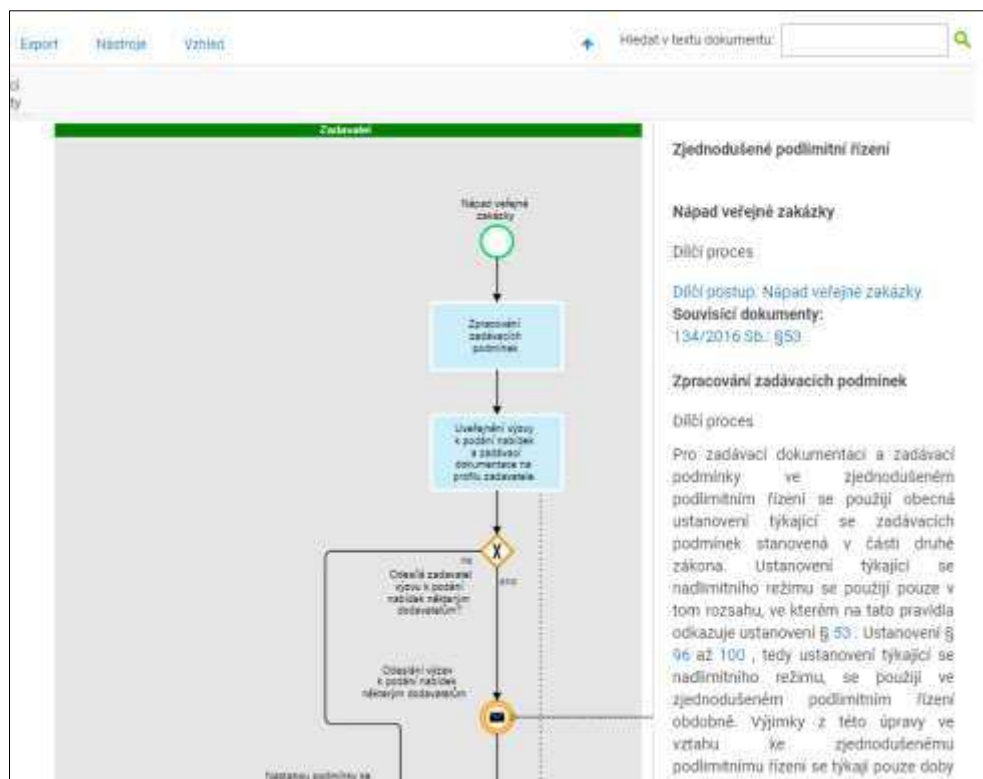 Export Nástroje Vzhled Hledat v textu dokumentu:
ty
Zadavatel
Nápad veřejné
zakázky
Zpracování
zadávacích
podmínek
Uveřejnění výzvy
k podání nabídek
a zadávací
dokumentace na
profilu zadavatele
ne
Odesílá zadavatel
výzvu k podání
nabídek některým
dodavatelům?
ano
Odeslání výzev
k podání nabídek
některým dodavatelům
Nastanou podmínky se
Zjednodušené podlimitní řízení
Nápad veřejné zakázky
Dílčí proces
Dílčí postup: Nápad veřejné zakázky
Souvisící dokumenty:
134/2016 Sb.: §53
Zpracování zadávacích podmínek
Dílčí proces
Pro zadávací dokumentaci a zadávací
podmínky ve zjednodušeném
podlimitním řízení se použijí obecná
ustanovení týkající se zadávacích
podmínek stanovená v části druhé
zákona. Ustanovení týkající se
nadlimitního režimu se použijí pouze v
tom rozsahu, ve kterém na tato pravidla
odkazuje ustanovení § 53 . Ustanovení §
96 až 100 , tedy ustanovení týkající se
nadlimitního režimu, se použijí ve
zjednodušeném podlimitním řízení
obdobně. Výjimky z této úpravy ve
vztahu ke zjednodušenému
podlimitnímu řízení se týkají pouze doby